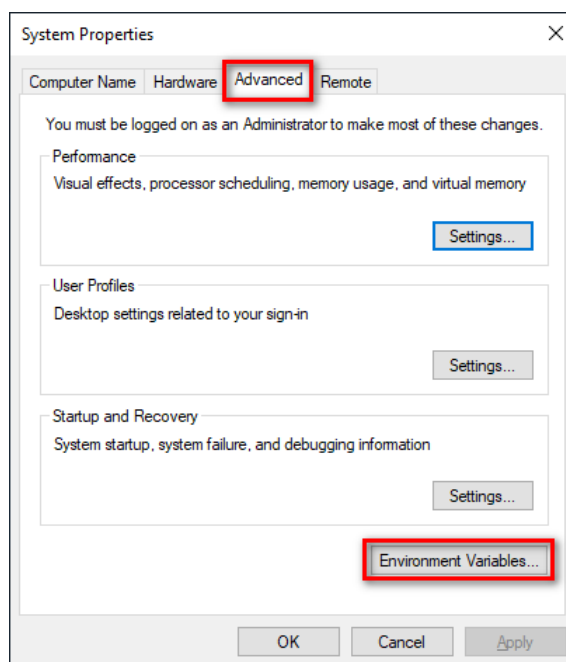 System Properties
Computer Name Hardware Advanced Remote
You must be logged on as an Administrator to make most of these changes.
Performance
Visual effects, processor scheduling, memory usage, and virtual memory
Settings...
User Profiles
Desktop settings related to your sign-in
Settings...
Startup and Recovery
System startup, system failure, and debugging information
Settings...
Environment Variables...
OK Cancel Apply